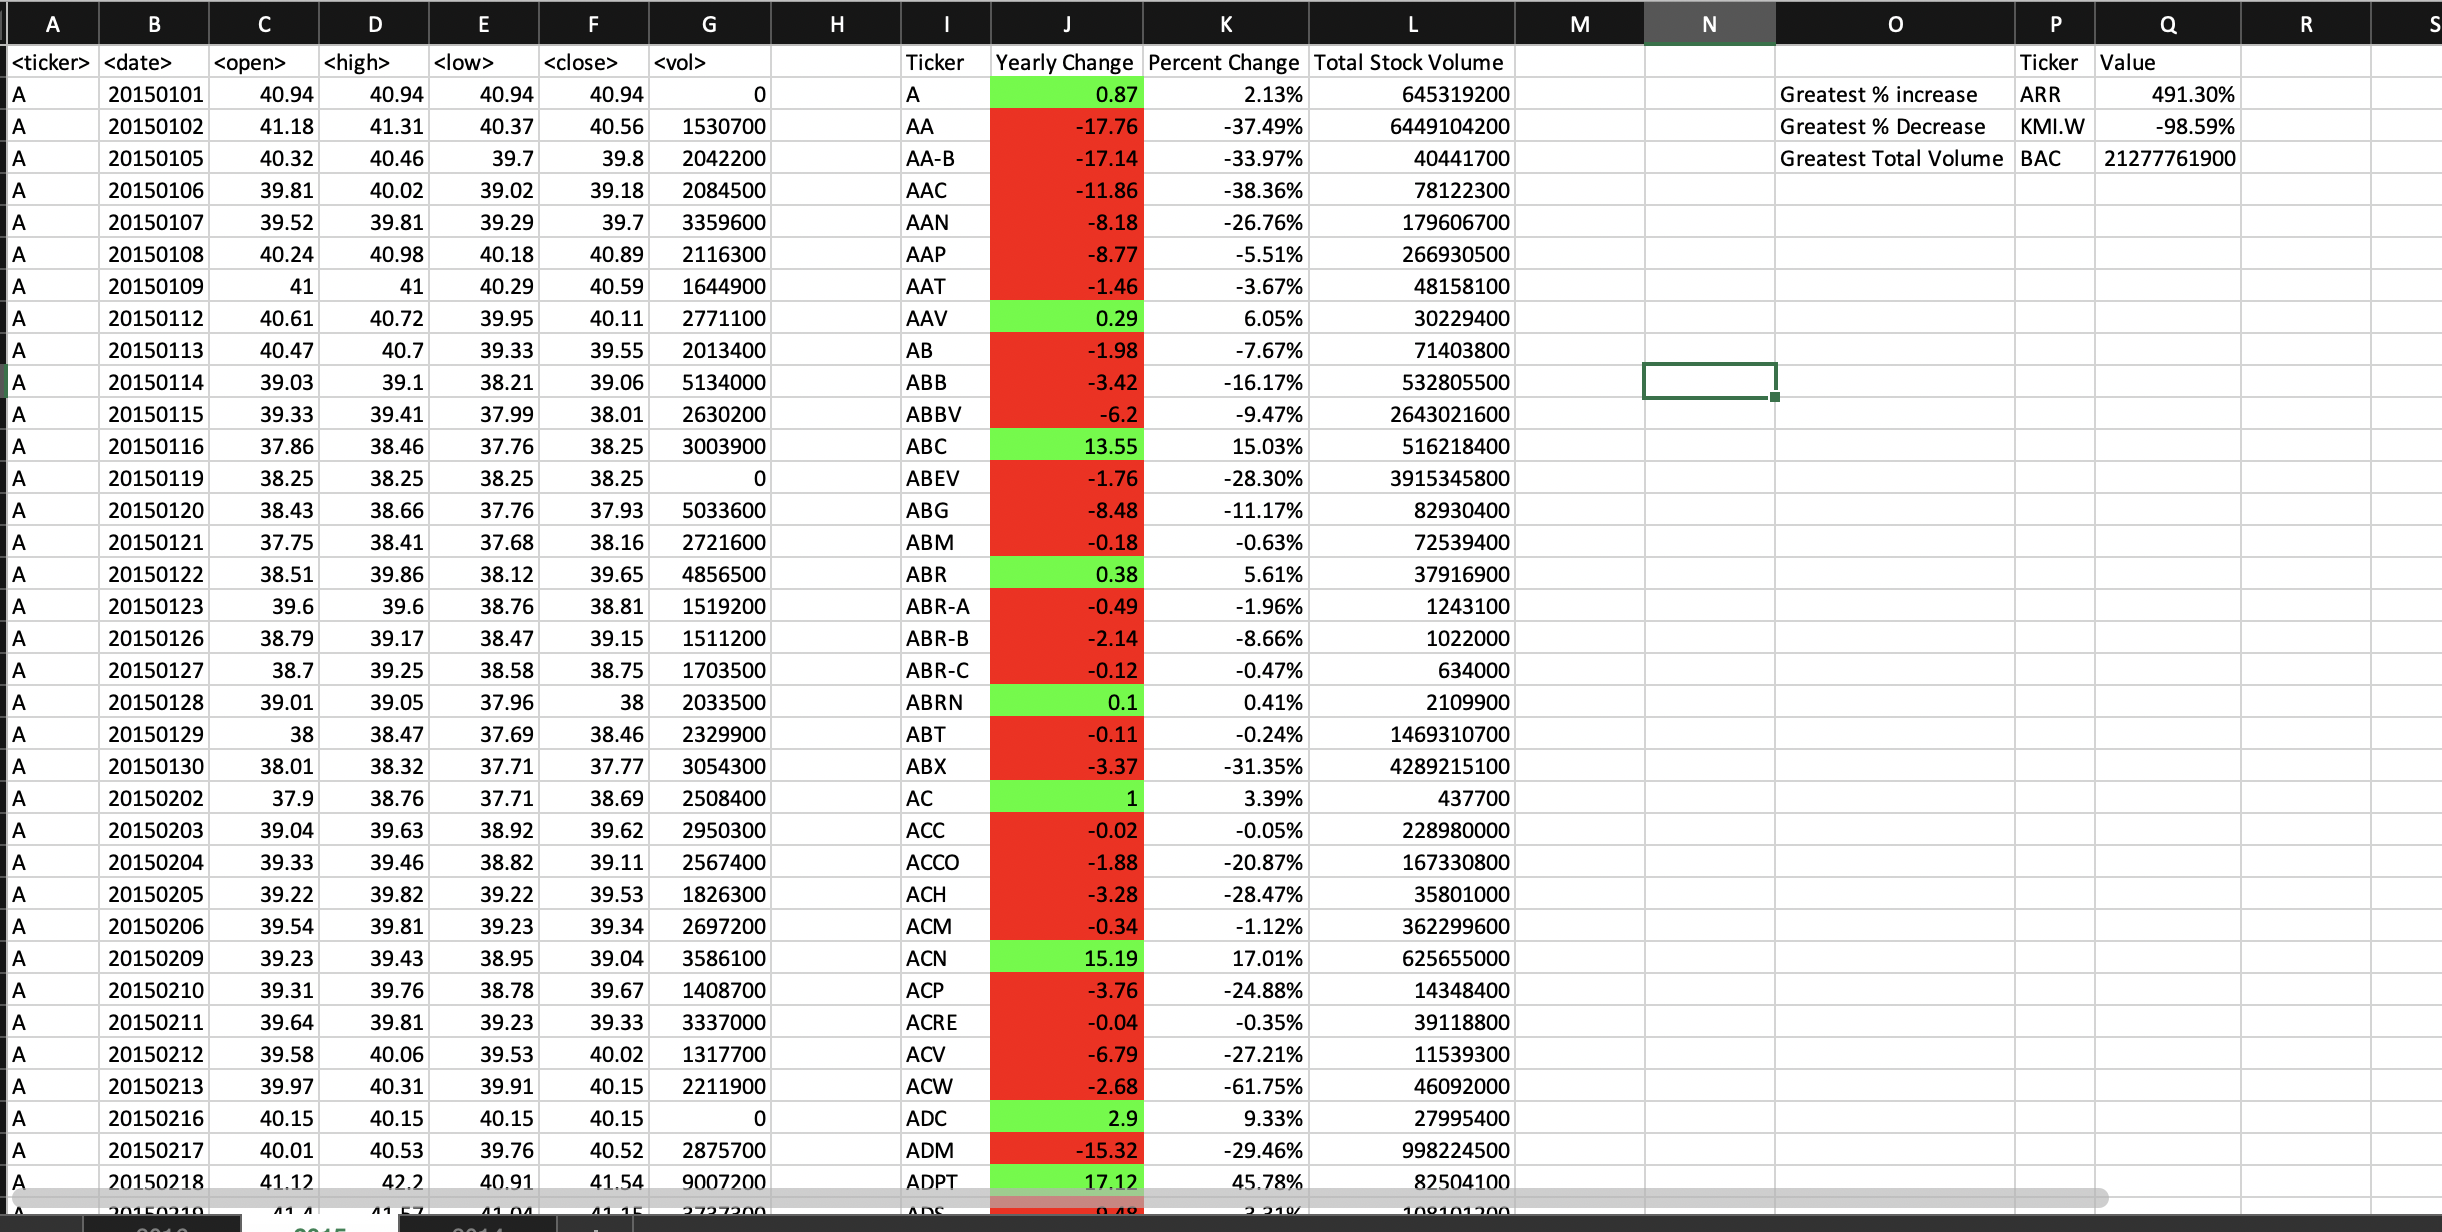 A B C D E F G H I J K L M N O P Q R S
<ticker> <date> <open> <high> <low> <close> <vol> Ticker Yearly Change Percent Change Total Stock Volume Ticker Value
A 20150101 40.94 40.94 40.94 40.94 0 A 0.87 2.13% 645319200 Greatest % increase ARR 491.30%
A 20150102 41.18 41.31 40.37 40.56 1530700 AA -17.76 -37.49% 6449104200 Greatest % Decrease KMI.W -98.59%
A 20150105 40.32 40.46 39.7 39.8 2042200 AA-B -17.14 -33.97% 40441700 Greatest Total Volume BAC 21277761900
A 20150106 39.81 40.02 39.02 39.18 2084500 AAC -11.86 -38.36% 78122300
A 20150107 39.52 39.81 39.29 39.7 3359600 AAN -8.18 -26.76% 179606700
A 20150108 40.24 40.98 40.18 40.89 2116300 AAP -8.77 -5.51% 266930500
A 20150109 41 41 40.29 40.59 1644900 AAT -1.46 -3.67% 48158100
A 20150112 40.61 40.72 39.95 40.11 2771100 AAV 0.29 6.05% 30229400
A 20150113 40.47 40.7 39.33 39.55 2013400 AB -1.98 -7.67% 71403800
A 20150114 39.03 39.1 38.21 39.06 5134000 ABB -3.42 -16.17% 532805500
A 20150115 39.33 39.41 37.99 38.01 2630200 ABBV -6.2 -9.47% 2643021600
A 20150116 37.86 38.46 37.76 38.25 3003900 ABC 13.55 15.03% 516218400
A 20150119 38.25 38.25 38.25 38.25 0 ABEV -1.76 -28.30% 3915345800
A 20150120 38.43 38.66 37.76 37.93 5033600 ABG -8.48 -11.17% 82930400
A 20150121 37.75 38.41 37.68 38.16 2721600 ABM -0.18 -0.63% 72539400
A 20150122 38.51 39.86 38.12 39.65 4856500 ABR 0.38 5.61% 37916900
A 20150123 39.6 39.6 38.76 38.81 1519200 ABR-A -0.49 -1.96% 1243100
A 20150126 38.79 39.17 38.47 39.15 1511200 ABR-B -2.14 -8.66% 1022000
A 20150127 38.7 39.25 38.58 38.75 1703500 ABR-C -0.12 -0.47% 634000
A 20150128 39.01 39.05 37.96 38 2033500 ABRN 0.1 0.41% 2109900
A 20150129 38 38.47 37.69 38.46 2329900 ABT -0.11 -0.24% 1469310700
A 20150130 38.01 38.32 37.71 37.77 3054300 ABX -3.37 -31.35% 4289215100
A 20150202 37.9 38.76 37.71 38.69 2508400 AC 1 3.39% 437700
A 20150203 39.04 39.63 38.92 39.62 2950300 ACC -0.02 -0.05% 228980000
A 20150204 39.33 39.46 38.82 39.11 2567400 ACCO -1.88 -20.87% 167330800
A 20150205 39.22 39.82 39.22 39.53 1826300 ACH -3.28 -28.47% 35801000
A 20150206 39.54 39.81 39.23 39.34 2697200 ACM -0.34 -1.12% 362299600
A 20150209 39.23 39.43 38.95 39.04 3586100 ACN 15.19 17.01% 625655000
A 20150210 39.31 39.76 38.78 39.67 1408700 ACP -3.76 -24.88% 14348400
A 20150211 39.64 39.81 39.23 39.33 3337000 ACRE -0.04 -0.35% 39118800
A 20150212 39.58 40.06 39.53 40.02 1317700 ACV -6.79 -27.21% 11539300
A 20150213 39.97 40.31 39.91 40.15 2211900 ACW -2.68 -61.75% 46092000
A 20150216 40.15 40.15 40.15 40.15 0 ADC 2.9 9.33% 27995400
A 20150217 40.01 40.53 39.76 40.52 2875700 ADM -15.32 -29.46% 998224500
A 20150218 41.12 42.2 40.91 41.54 9007200 ADPT 17.12 45.78% 82504100